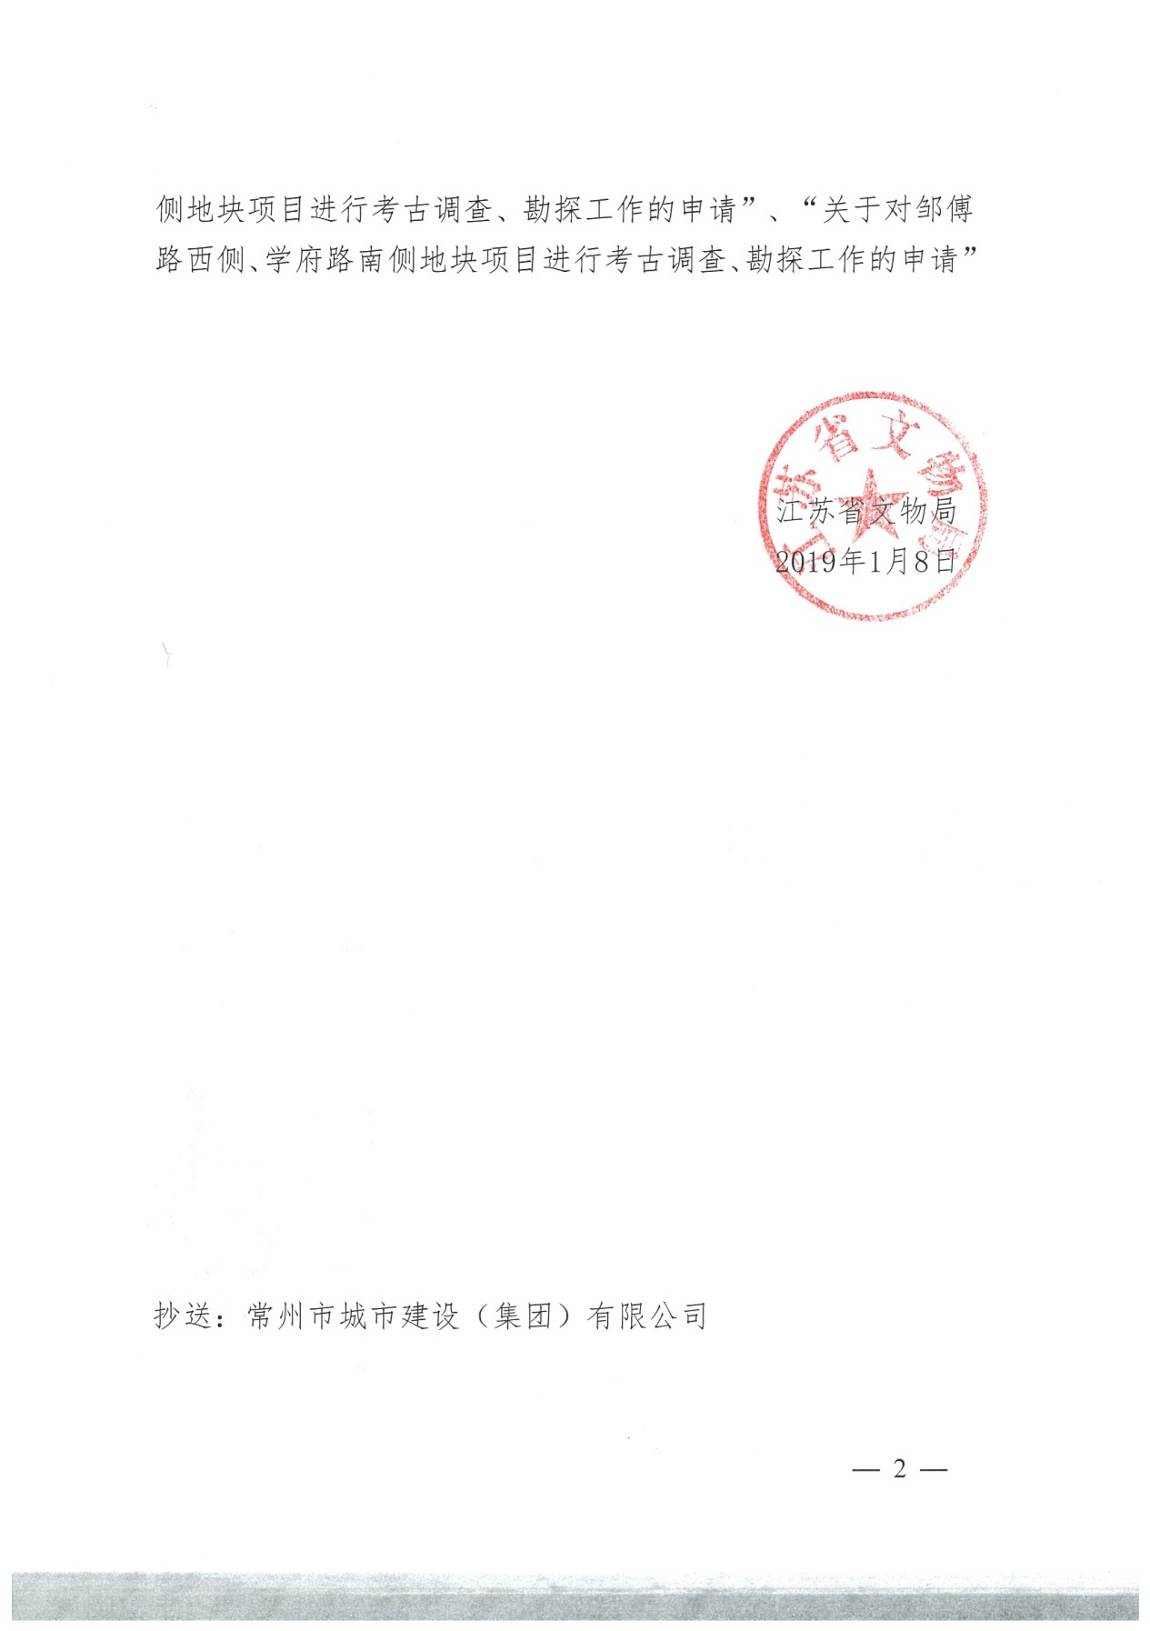 侧地块项目进行考古调查、勘探工作的申请”、“关于对邹傅
路西侧、学府路南侧地块项目进行考古调查、勘探工作的申请”
江苏省文物局
江苏省文物局
2019年1月8日
抄送：常州市城市建设（集团）有限公司
— 2 —